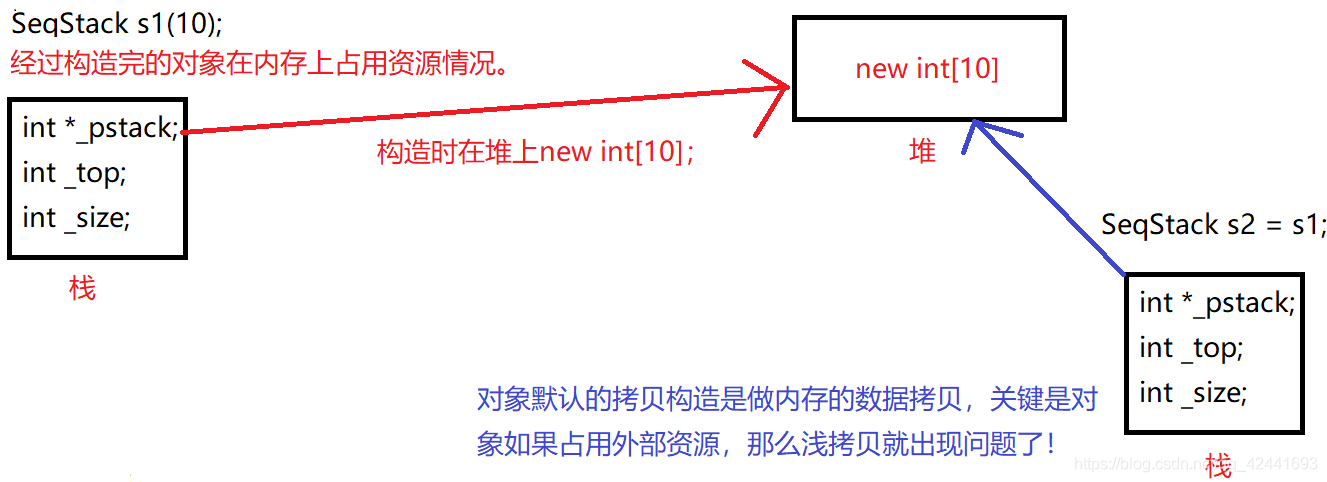 SeqStack s1(10);
经过构造完的对象在内存上占用资源情况。
int *_pstack;
int _top;
int _size;
栈
构造时在堆上new int[10];
new int[10]
堆
SeqStack s2 = s1;
int *_pstack;
int _top;
int _size;
栈
对象默认的拷贝构造是做内存的数据拷贝，关键是对
象如果占用外部资源，那么浅拷贝就出现问题了！